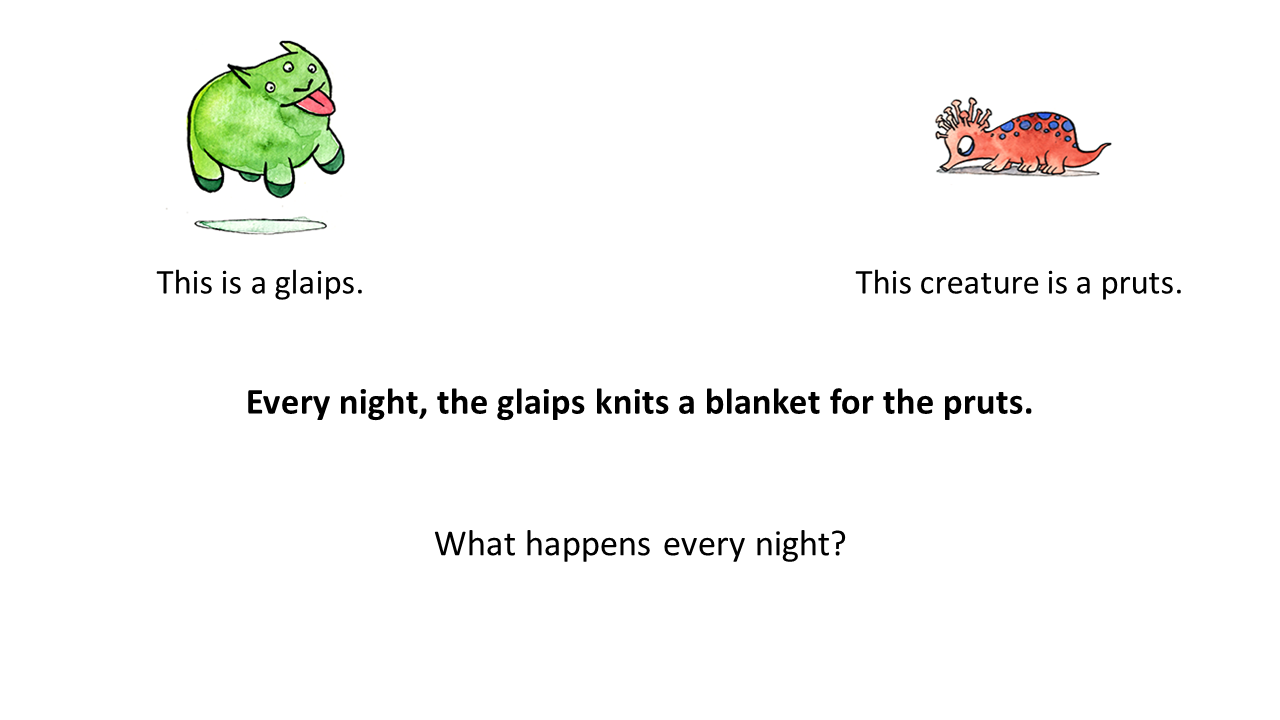 This is a glaips.
This creature is a pruts.
Every night, the glaips knits a blanket for the pruts.
What happens every night?